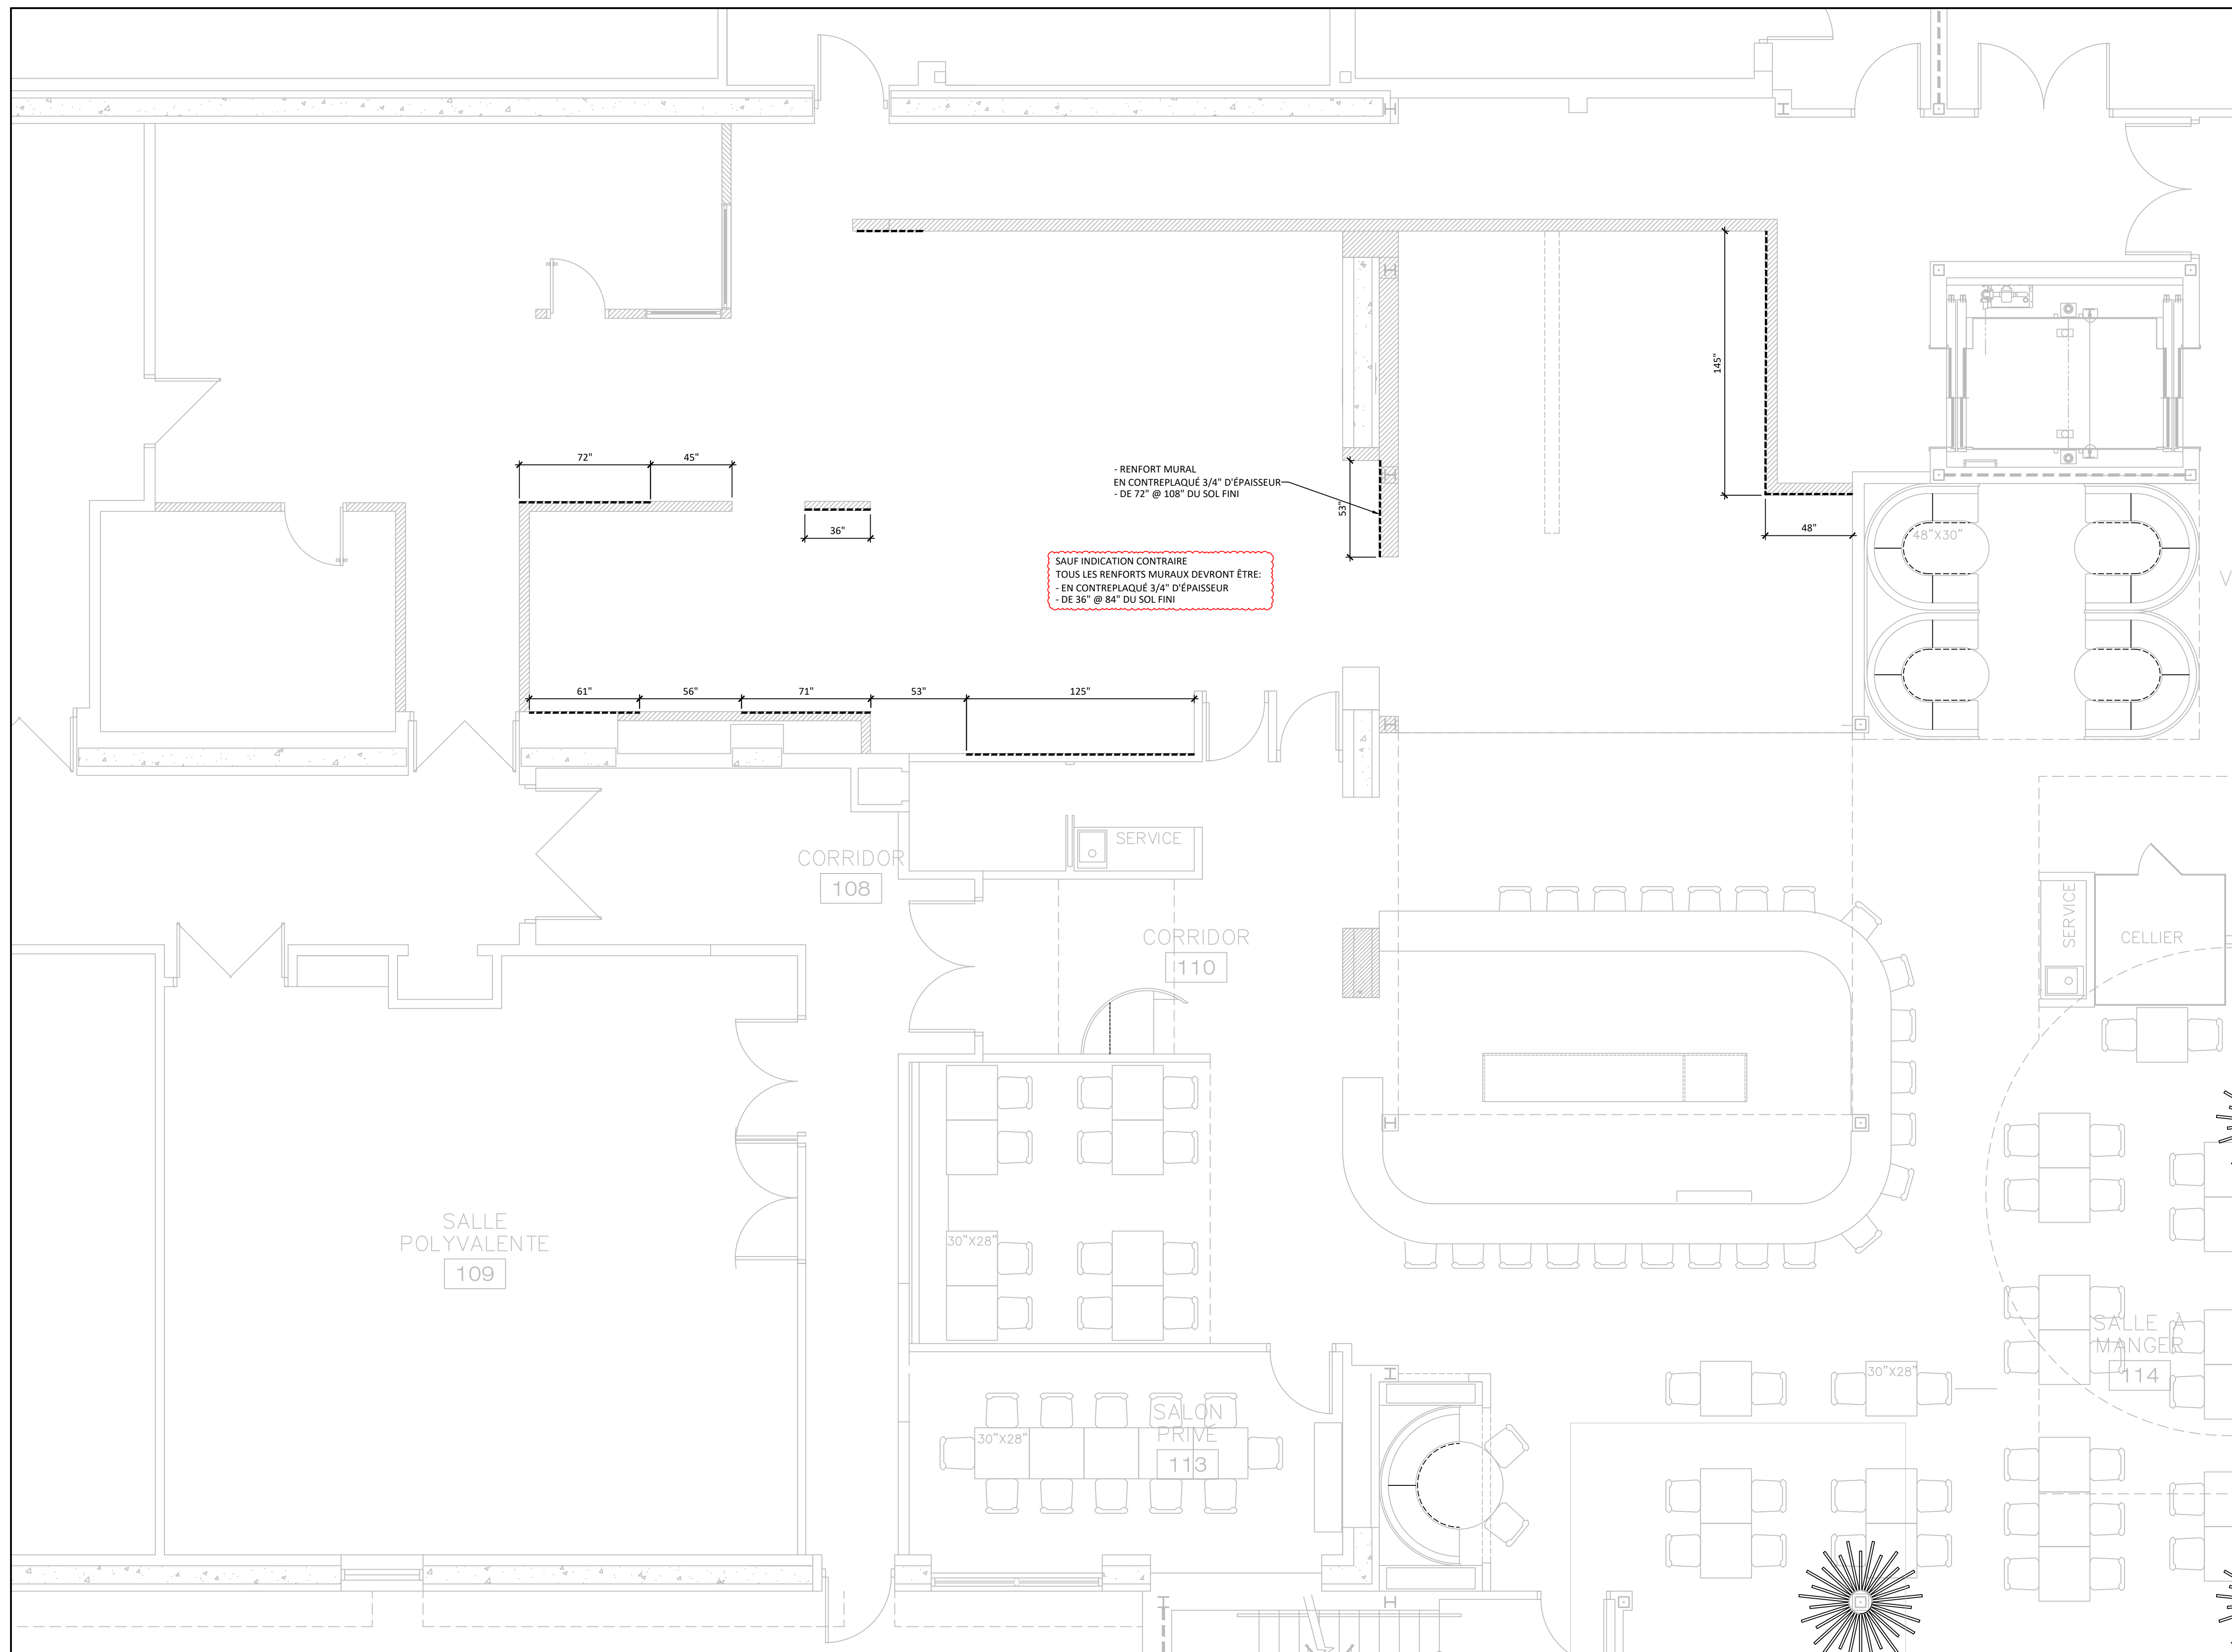 145"
72"
45"
- RENFORT MURAL
EN CONTREPLAQUÉ 3/4" D'ÉPAISSEUR
- DE 72" @ 108" DU SOL FINI
53"
36"
48"
48"X30"
V
SAUF INDICATION CONTRAIRE
TOUS LES RENFORTS MURAUX DEVRONT ÊTRE:
- EN CONTREPLAQUÉ 3/4" D'ÉPAISSEUR
- DE 36" @ 84" DU SOL FINI
61"
56"
71"
53"
125"
SERVICE
CORRIDOR
108
SERVICE
CELLIER
CORRIDOR
110
SALLE
POLYVALENTE
109
30"X28"
SALLE À
MANGER
114
30"X28"
SALON
PRIVÉ
113
30"X28"